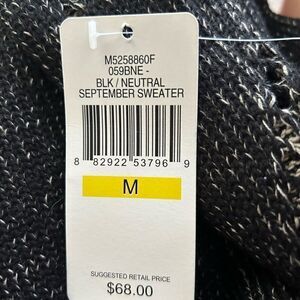 M5258860F
059BNE -
BLK / NEUTRAL
SEPTEMBER SWEATER
8 82922 53796 9
M
SUGGESTED RETAIL PRICE
$68.00